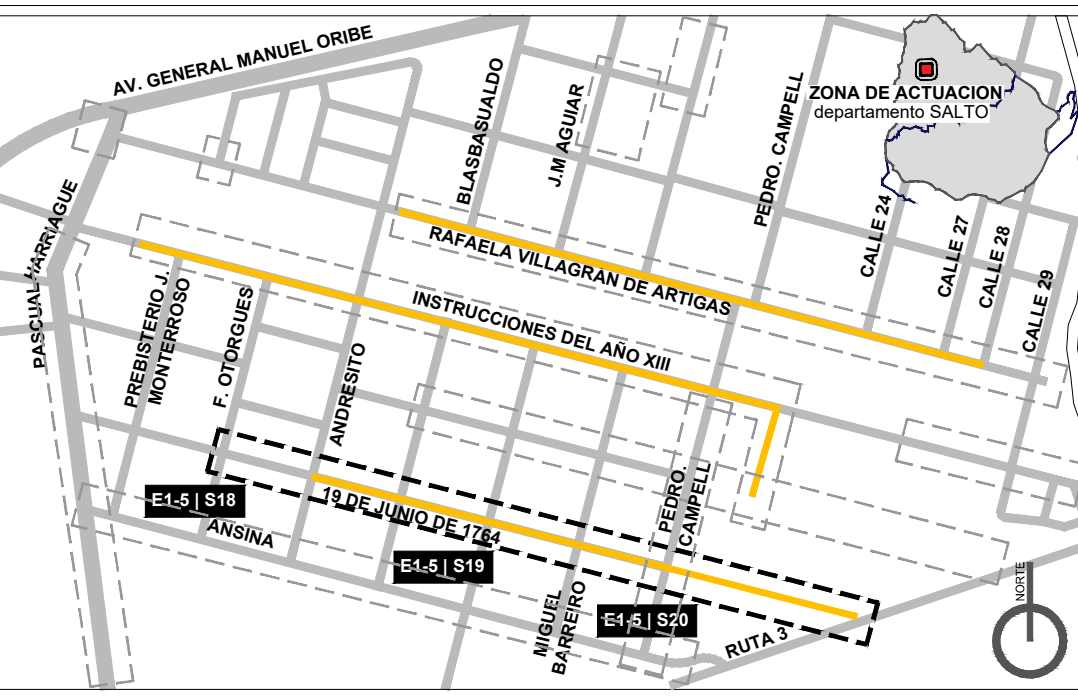 AV. GENERAL MANUEL ORIBE
ZONA DE ACTUACION
departamento SALTO
BLASBASUALDO
J.M AGUIAR
PEDRO. CAMPELL
CALLE 24
CALLE 27
CALLE 28
CALLE 29
PASCUAL HARRIAGUE
RAFAELA VILLAGRAN DE ARTIGAS
INSTRUCCIONES DEL AÑO XIII
PREBISTERIO J.
MONTERROSO
F. OTORGUES
ANDRESITO
PEDRO.
CAMPELL
E1-5 | S18
19 DE JUNIO DE 1764
ANSINA
E1-5 | S19
MIGUEL
BARREIRO
E1-5 | S20
RUTA 3
NORTE